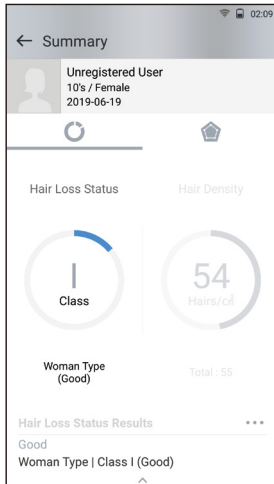 02:09
← Summary
Unregistered User
10's / Female
2019-06-19
Hair Loss Status
Hair Density
I
Class
54
Hairs/㎠
Woman Type
(Good)
Total : 55
Hair Loss Status Results
Good
Woman Type | Class I (Good)